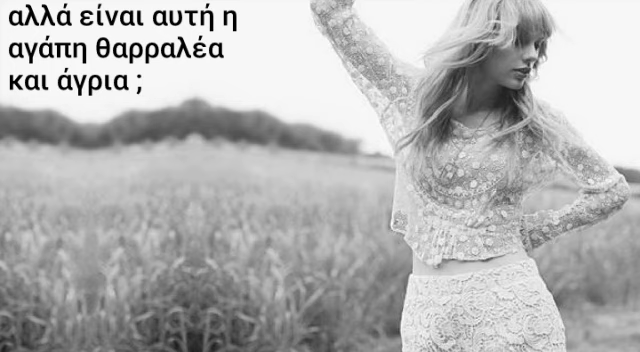 αλλά είναι αυτή η
αγάπη θαρραλέα
και άγρια ;